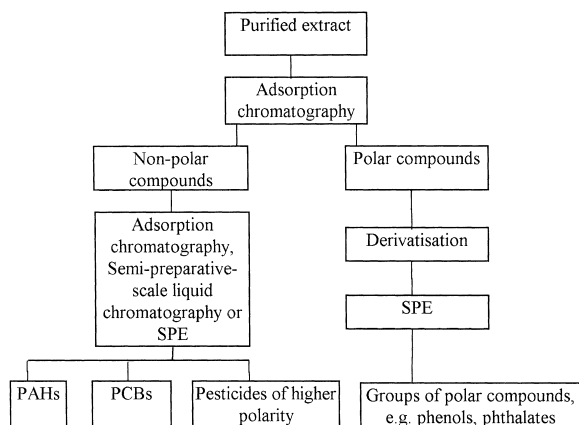 Purified extract
Adsorption
chromatography
Non-polar
compounds
Polar compounds
Adsorption
chromatography,
Semi-preparative-
scale liquid
chromatography or
SPE
Derivatisation
SPE
PAHs
PCBs
Pesticides of higher
polarity
Groups of polar compounds,
e.g. phenols, phthalates